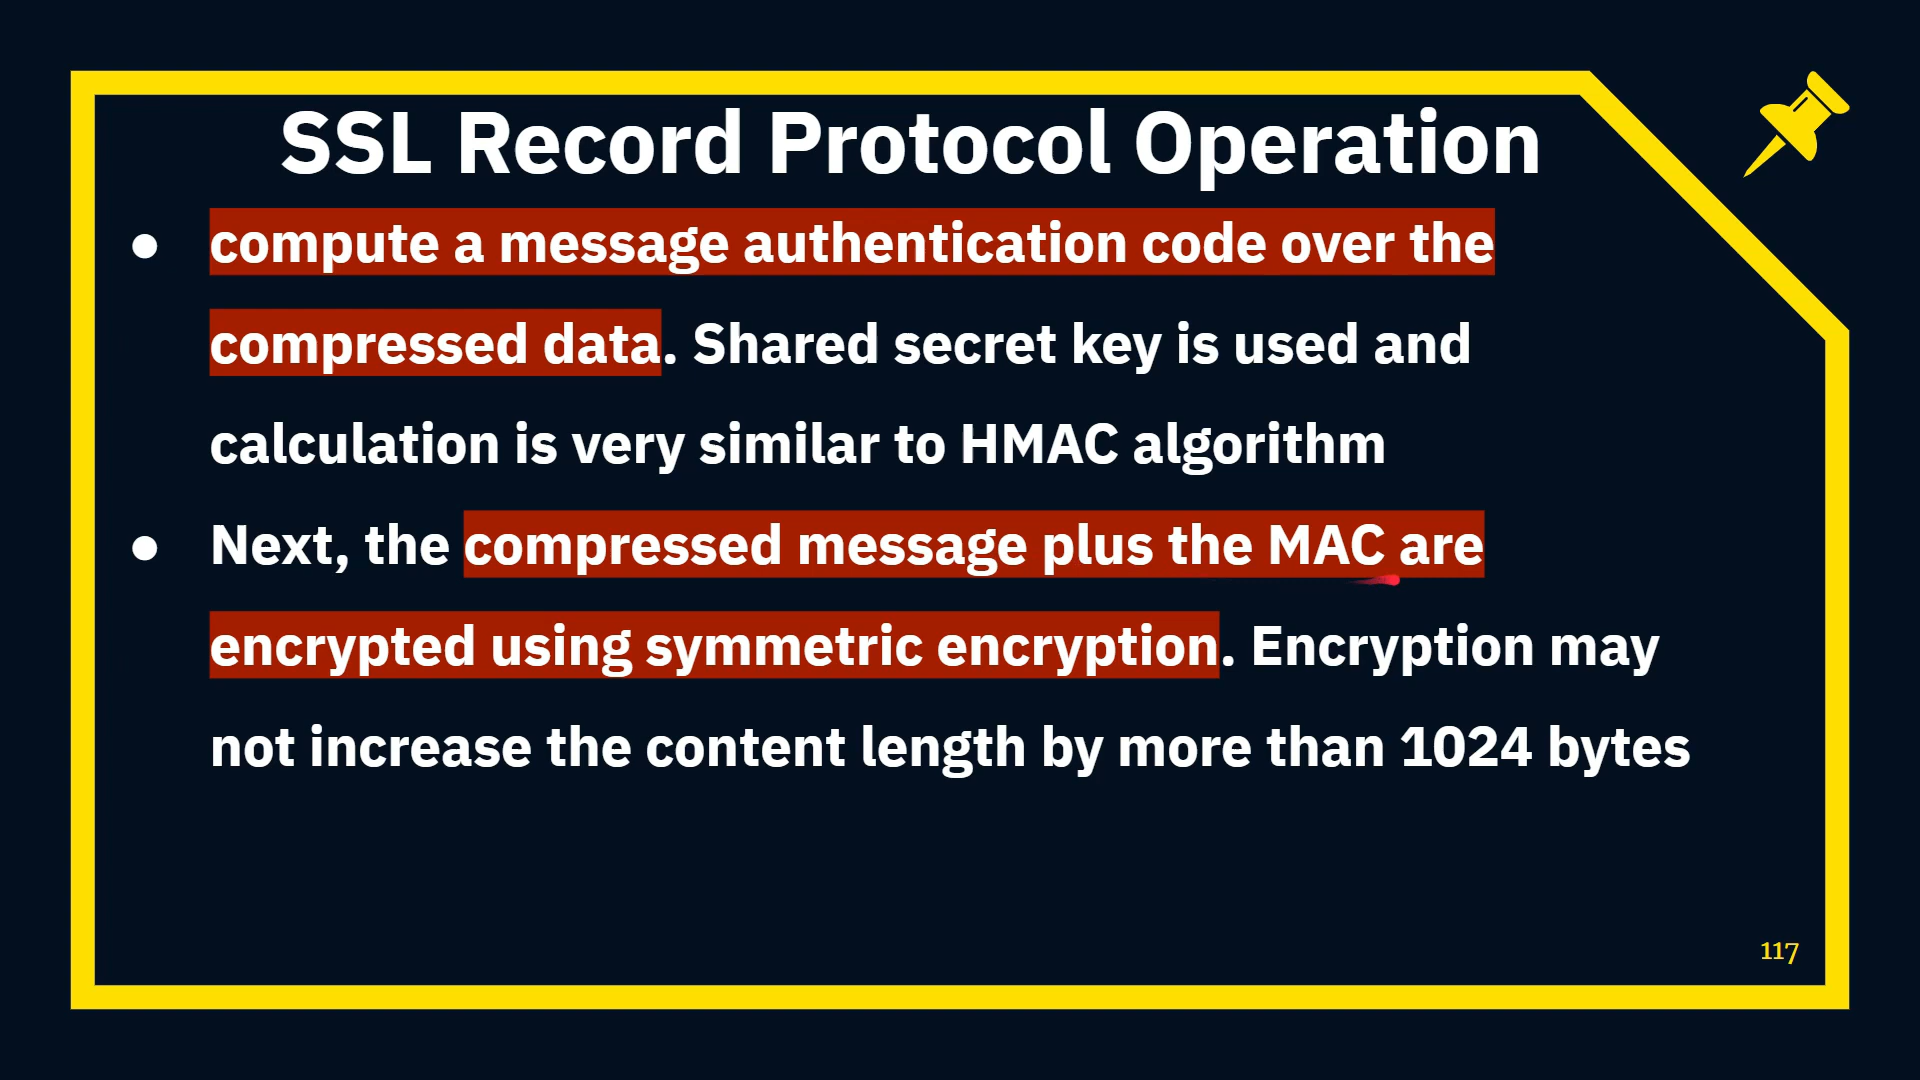 SSL Record Protocol Operation
● compute a message authentication code over the
compressed data. Shared secret key is used and
calculation is very similar to HMAC algorithm
● Next, the compressed message plus the MAC are
encrypted using symmetric encryption. Encryption may
not increase the content length by more than 1024 bytes
117